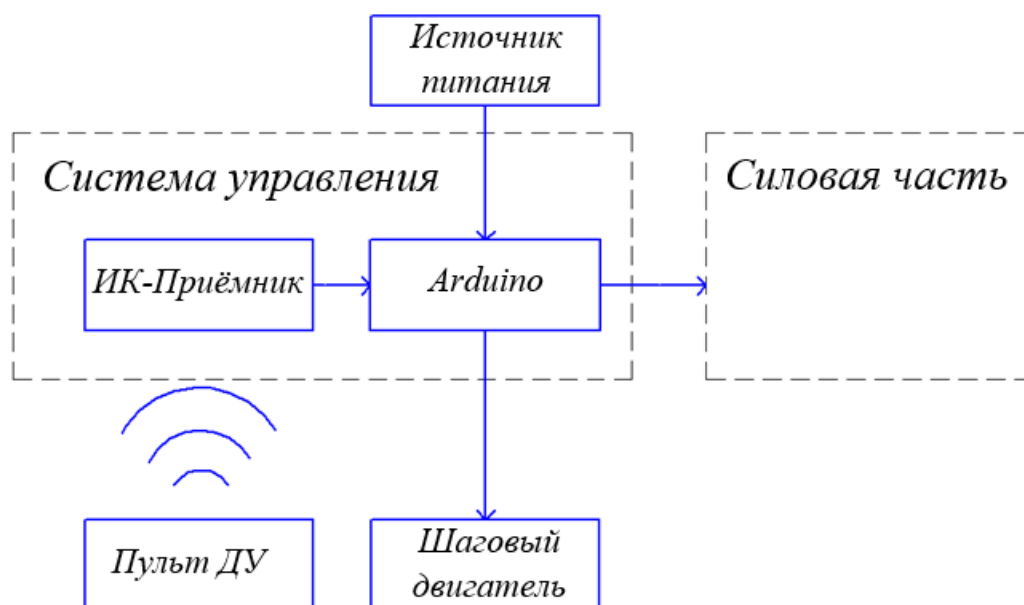 Источник
питания
Система управления
Силовая часть
ИК-Приёмник
Arduino
Пульт ДУ
Шаговый
двигатель